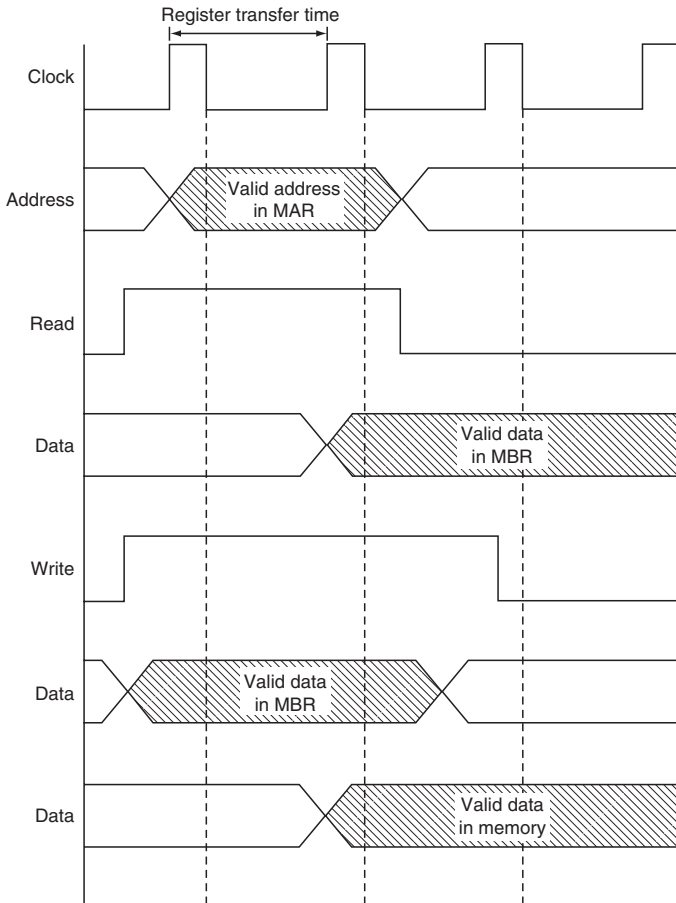 Register transfer time
Clock
Address
Valid address
in MAR
Read
Data
Valid data
in MBR
Write
Data
Valid data
in MBR
Data
Valid data
in memory